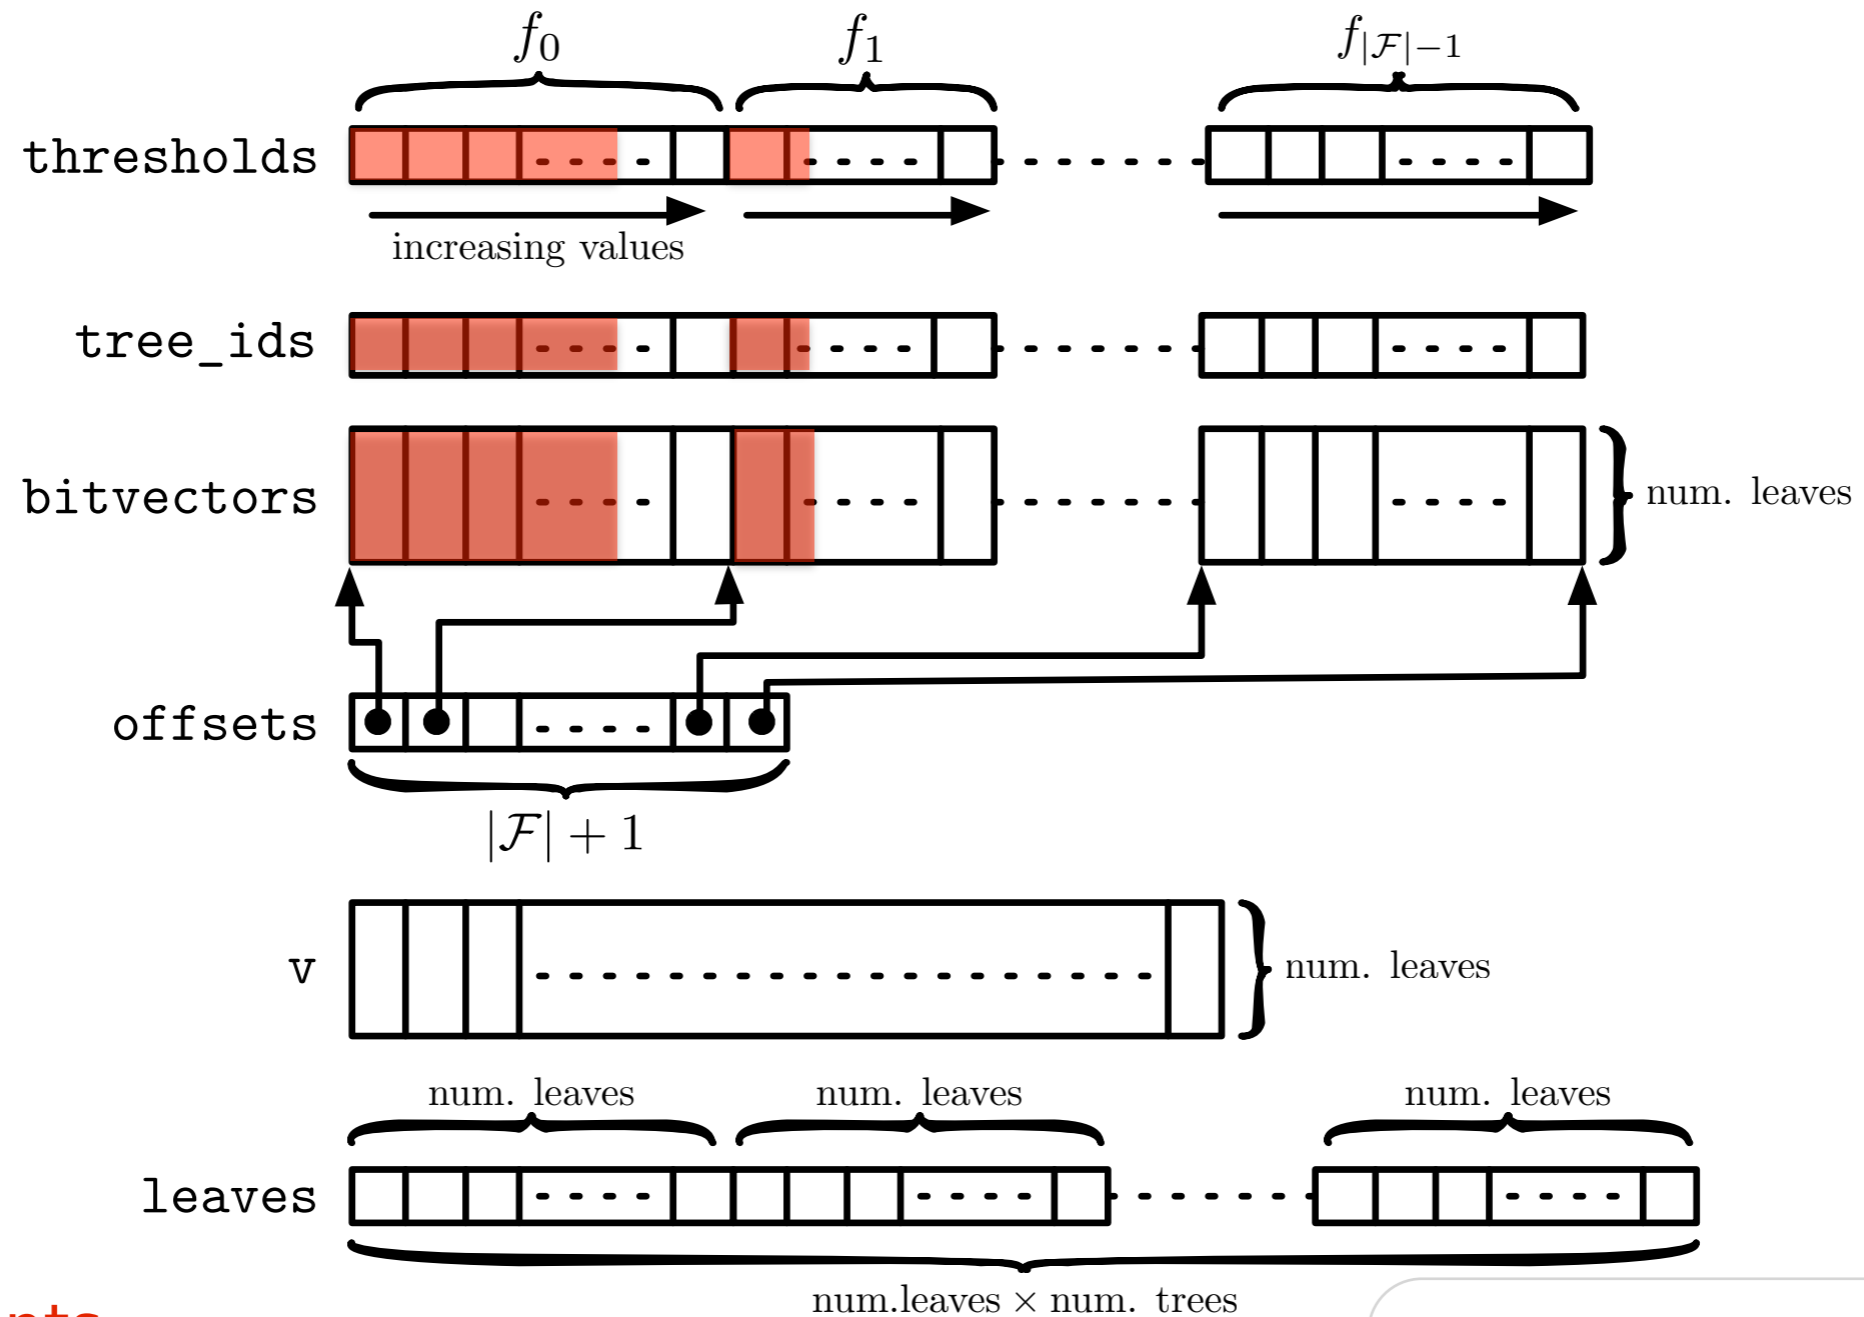 f₀ f₁ f_{|ℱ|−1}
thresholds
increasing values
tree_ids
bitvectors
num. leaves
offsets
|ℱ| + 1
v
num. leaves
num. leaves num. leaves num. leaves
leaves
num.leaves × num. trees